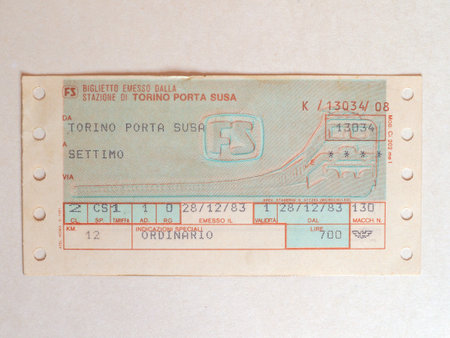 FS BIGLIETTO EMESSO DALLA
STAZIONE DI TORINO PORTA SUSA
K / 13034 / 08
DA
TORINO PORTA SUSA
FS
13034
A
SETTIMO
* * * *
VIA
2 CS1 1 0 28/12/83 1 28/12/83 130
CL. SP. TARIFFA AD. RG EMESSO IL VALIDITÀ DAL MACCH. N.
KM. INDICAZIONI SPECIALI LIRE
12 ORDINARIO 700